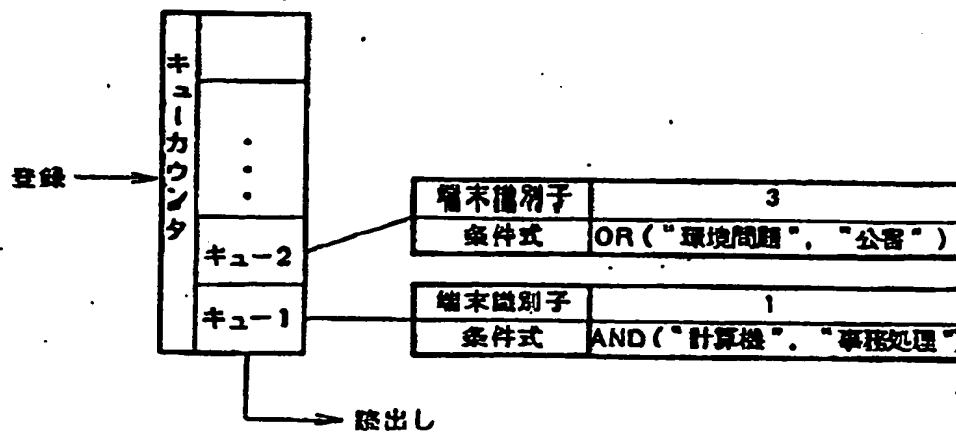 キューカウンタ
登録
キュー2
キュー1
端末識別子 3
条件式 OR("環境問題", "公害")
端末識別子 1
条件式 AND("計算機", "事務処理"
読出し